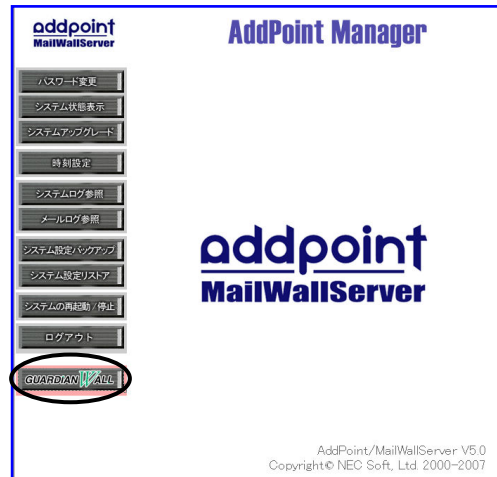 addpoint
MailWallServer
AddPoint Manager
パスワード変更
システム状態表示
システムアップグレード
時刻設定
システムログ参照
メールログ参照
システム設定バックアップ
システム設定リストア
システムの再起動/停止
ログアウト
GUARDIAN WALL
addpoint
MailWallServer
AddPoint/MailWallServer V5.0
Copyright© NEC Soft, Ltd. 2000-2007